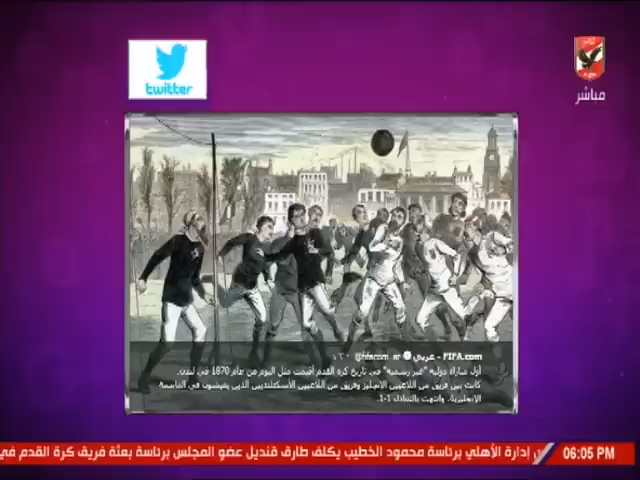 twitter
مباشر
FIFA.com - عربي @fifacom_ar
أول مباراة دولية "غير رسمية" في تاريخ كرة القدم أقيمت مثل اليوم من عام 1870 في لندن.
كانت بين فريق من اللاعبين الإنجليز وفريق من اللاعبين الأسكتلنديين الذين يعيشون في العاصمة
الإنجليزية. وانتهت بالتعادل 1-1.
إدارة الأهلي برئاسة محمود الخطيب يكلف طارق قنديل عضو المجلس برئاسة بعثة فريق كرة القدم في
06:05 PM